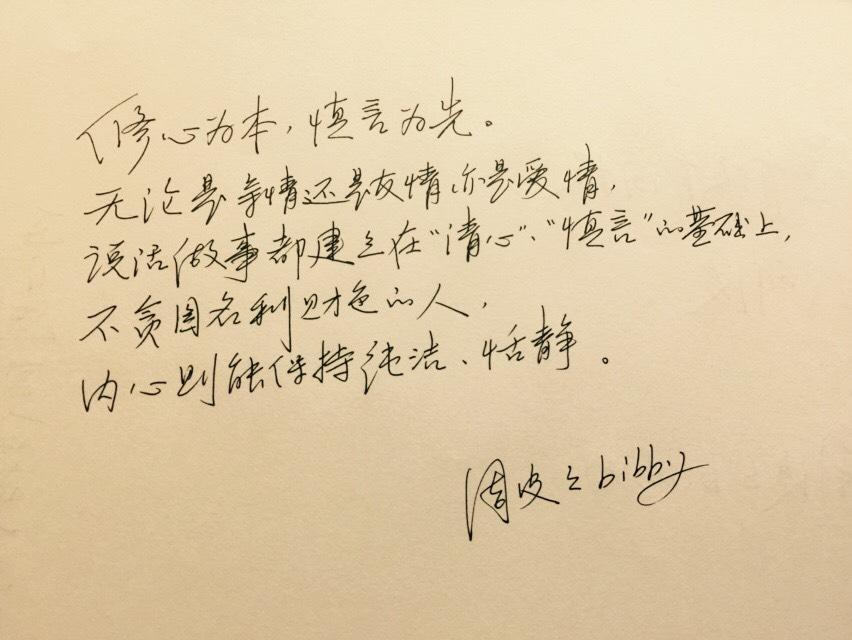 修心为本，慎言为先。
无论是亲情还是友情亦是爱情，
说话做事都建立在“清心”、“慎言”的基础上，
不贪图名利财色的人，
内心则能保持纯洁、恬静。
周皮之bibby